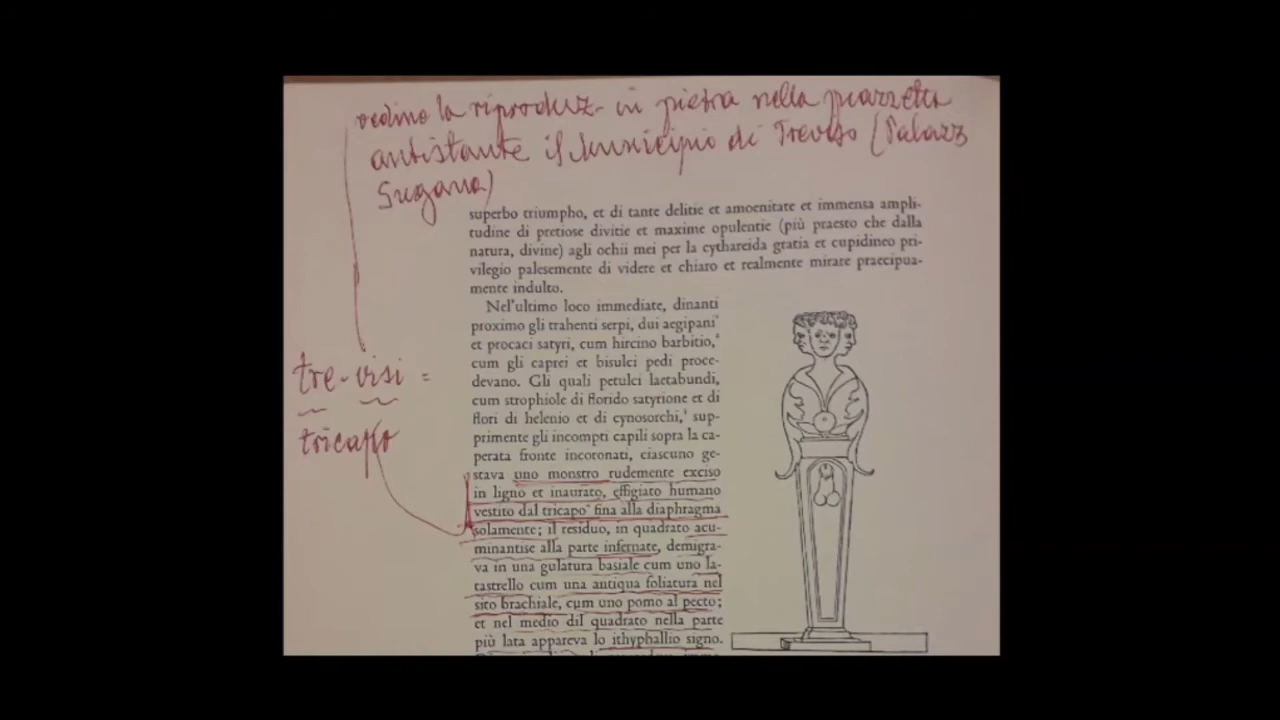 vedine la riproduz. in pietra nella piazzetta
antistante il Municipio di Treviso (Palazz
Sugana)
superbo triumpho, et di tante delitie et amoenitate et immensa ampli-
tudine di pretiose divitie et maxime opulentie (più praesto che dalla
natura, divine) agli ochii mei per la cythareida gratia et cupidineo pri-
vilegio palesemente di videre et chiaro et realmente mirare praecipua-
mente indulto.
Nel'ultimo loco immediate, dinanti
proximo gli trahenti serpi, dui aegipani
et procaci satyri, cum hircino barbitio,
cum gli caprei et bisulci pedi proce-
devano. Gli quali petulci lactabundi,
cum strophiole di florido satyrione et di
flori di helenio et di cynosorchi, sup-
primente gli incompti capili sopra la ca-
perata fronte incoronati, ciascuno ge-
stava uno monstro rudemente exciso
in ligno et inaurato, effigiato humano
vestito dal tricapo fina alla diaphragma
solamente; il residuo, in quadrato acu-
minantise alla parte infernate, demigra-
va in una gulatura basiale cum uno la-
tastrello cum una antiqua foliatura nel
sito brachiale, cum uno pomo al pecto;
et nel medio dil quadrato nella parte
più lata appareva lo ithyphallio signo.
tre-visi =
tricapo